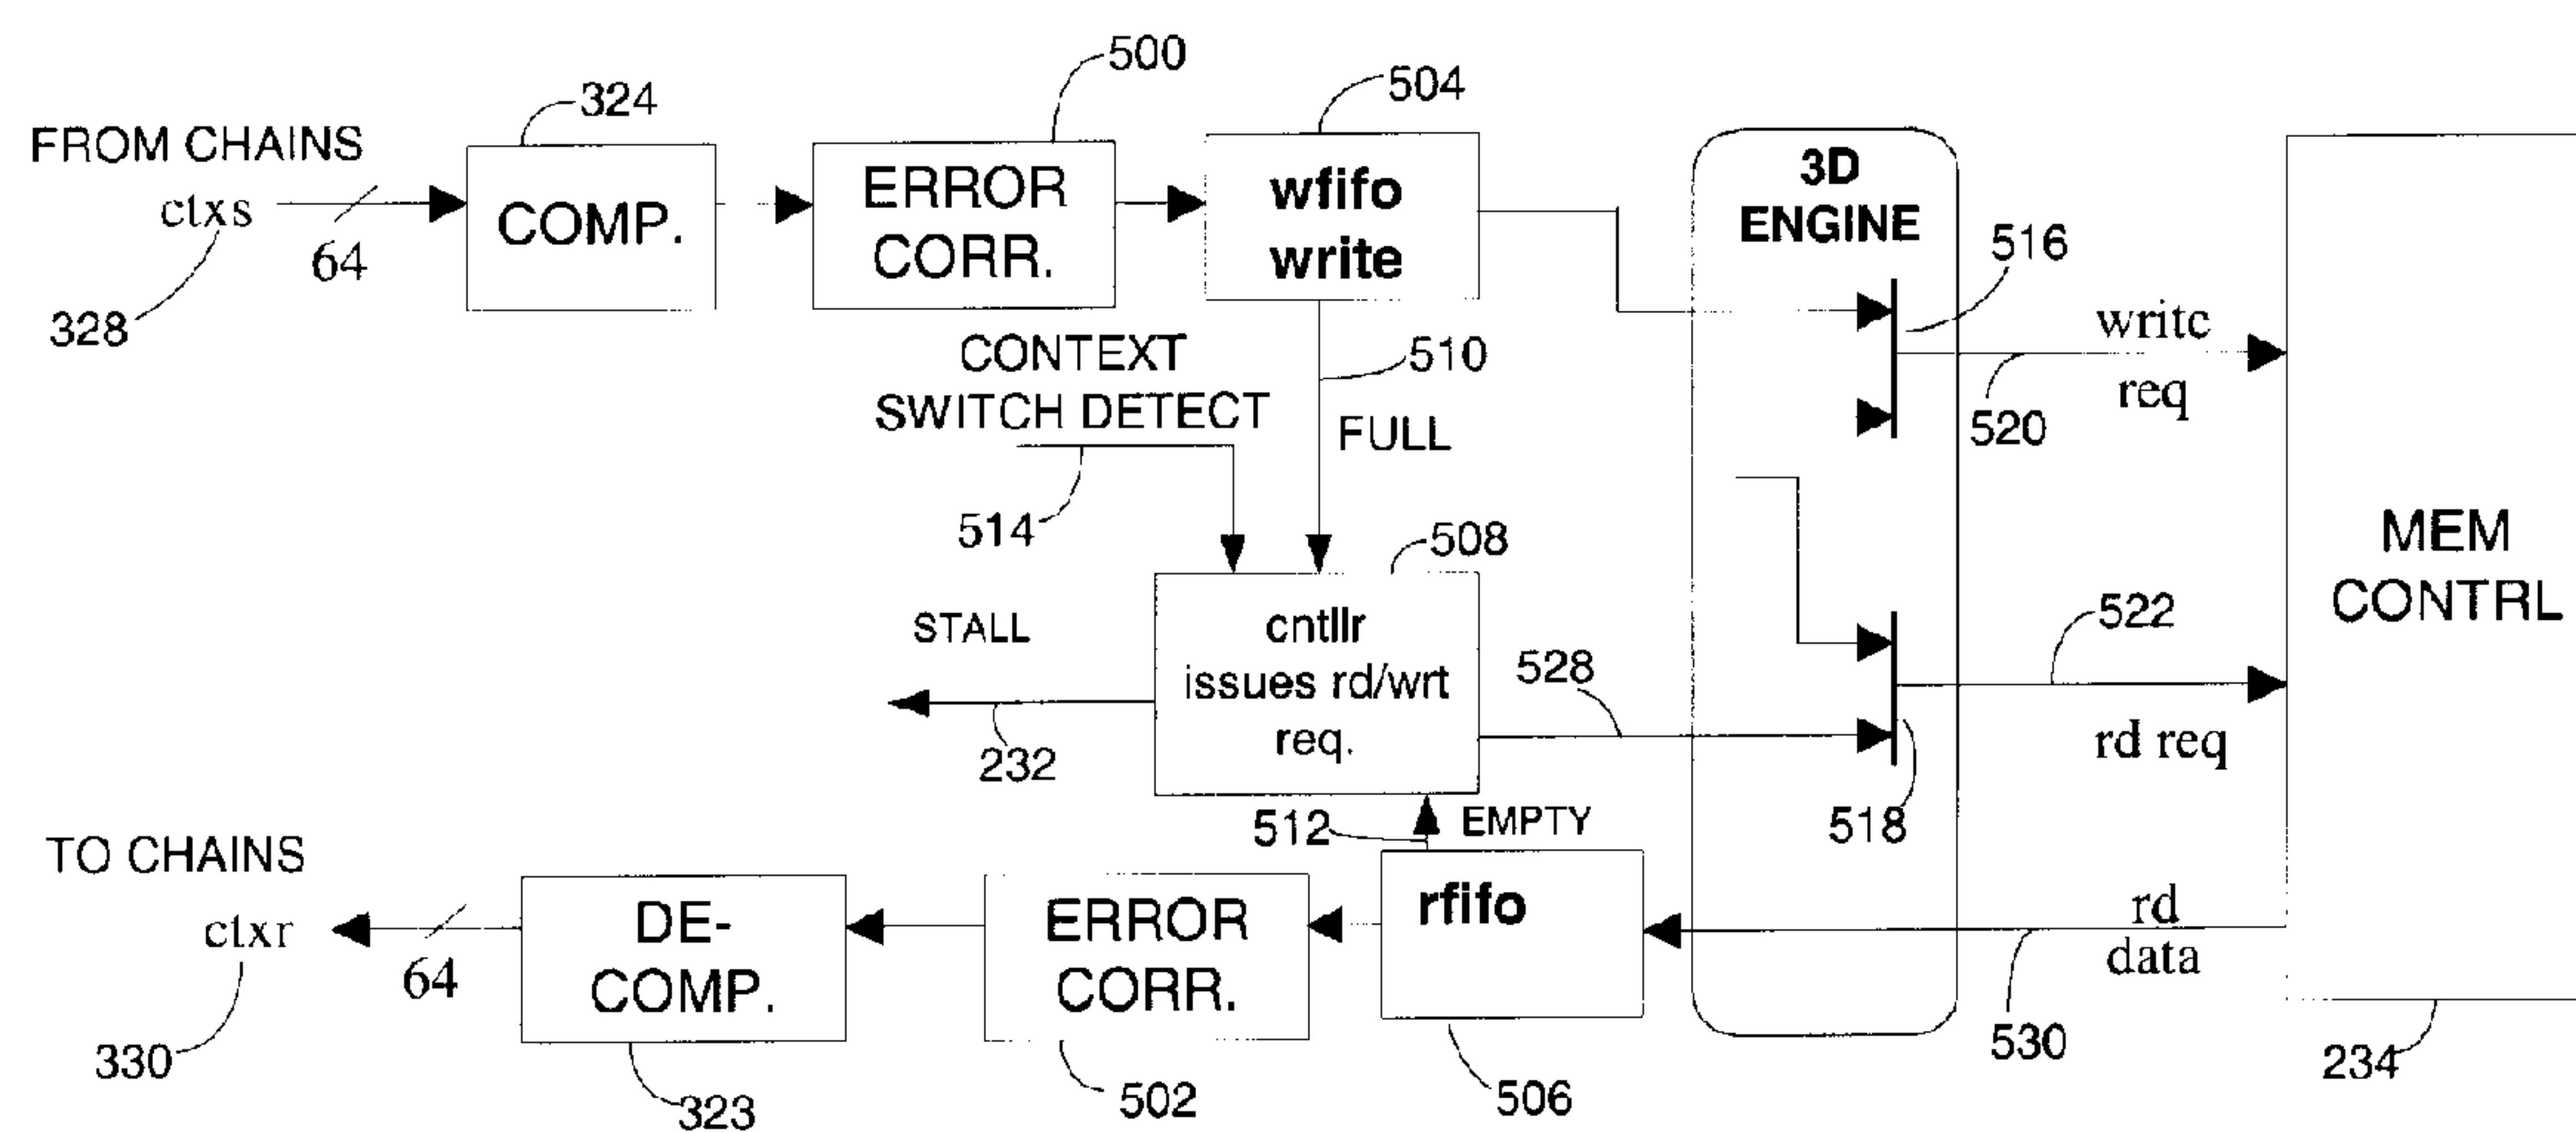 500
504
324
FROM CHAINS
3D
ENGINE
ERROR
CORR.
wfifo
write
COMP.
ctxs
64
516
328
write
req
CONTEXT
SWITCH DETECT
510
FULL
520
514
508
MEM
CONTRL
STALL
cntllr
issues rd/wrt
req.
528
522
232
rd req
512
EMPTY
518
TO CHAINS
rfifo
rd
data
ctxr
64
DE-
COMP.
ERROR
CORR.
330
323
502
506
530
234